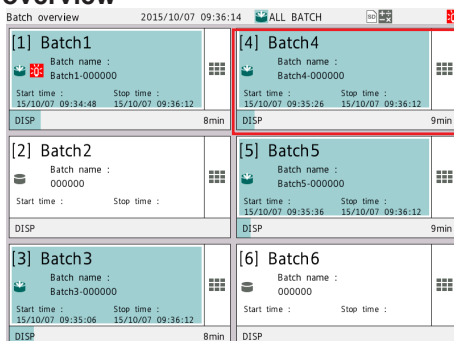 Overview
Batch overview 2015/10/07 09:36:14 ALL BATCH SD
[1] Batch1
Batch name :
Batch1-000000
Start time : Stop time :
15/10/07 09:34:48 15/10/07 09:36:12
DISP 8min
[4] Batch4
Batch name :
Batch4-000000
Start time : Stop time :
15/10/07 09:35:26 15/10/07 09:36:12
DISP 9min
[2] Batch2
Batch name :
000000
Start time : Stop time :
DISP
[5] Batch5
Batch name :
Batch5-000000
Start time : Stop time :
15/10/07 09:35:36 15/10/07 09:36:12
DISP 9min
[3] Batch3
Batch name :
Batch3-000000
Start time : Stop time :
15/10/07 09:35:06 15/10/07 09:36:12
DISP 8min
[6] Batch6
Batch name :
000000
Start time : Stop time :
DISP